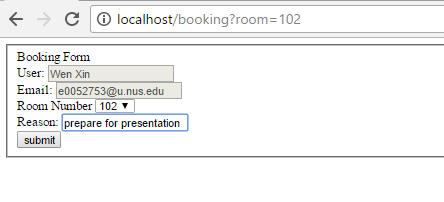 localhost/booking?room=102
Booking Form
User: Wen Xin
Email: e0052753@u.nus.edu
Room Number 102
Reason: prepare for presentation
submit